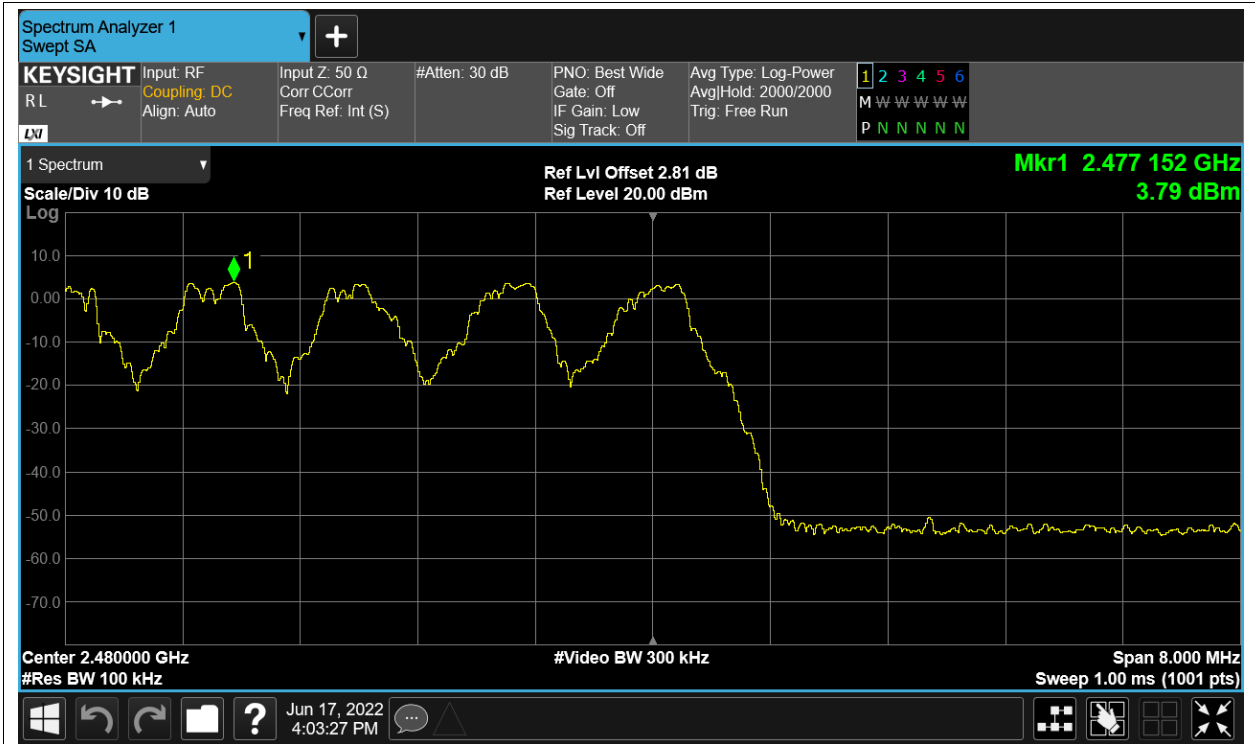 Spectrum Analyzer 1
Swept SA
KEYSIGHT
R L
LXI
Input: RF
Coupling: DC
Align: Auto
Input Z: 50 Ω
Corr CCorr
Freq Ref: Int (S)
#Atten: 30 dB
PNO: Best Wide
Gate: Off
IF Gain: Low
Sig Track: Off
Avg Type: Log-Power
Avg|Hold: 2000/2000
Trig: Free Run
1 2 3 4 5 6
M W W W W W
P N N N N N
1 Spectrum
Scale/Div 10 dB
Log
Ref Lvl Offset 2.81 dB
Ref Level 20.00 dBm
Mkr1 2.477 152 GHz
3.79 dBm
1
10.0
0.00
-10.0
-20.0
-30.0
-40.0
-50.0
-60.0
-70.0
Center 2.480000 GHz
#Res BW 100 kHz
#Video BW 300 kHz
Span 8.000 MHz
Sweep 1.00 ms (1001 pts)
?
Jun 17, 2022
4:03:27 PM